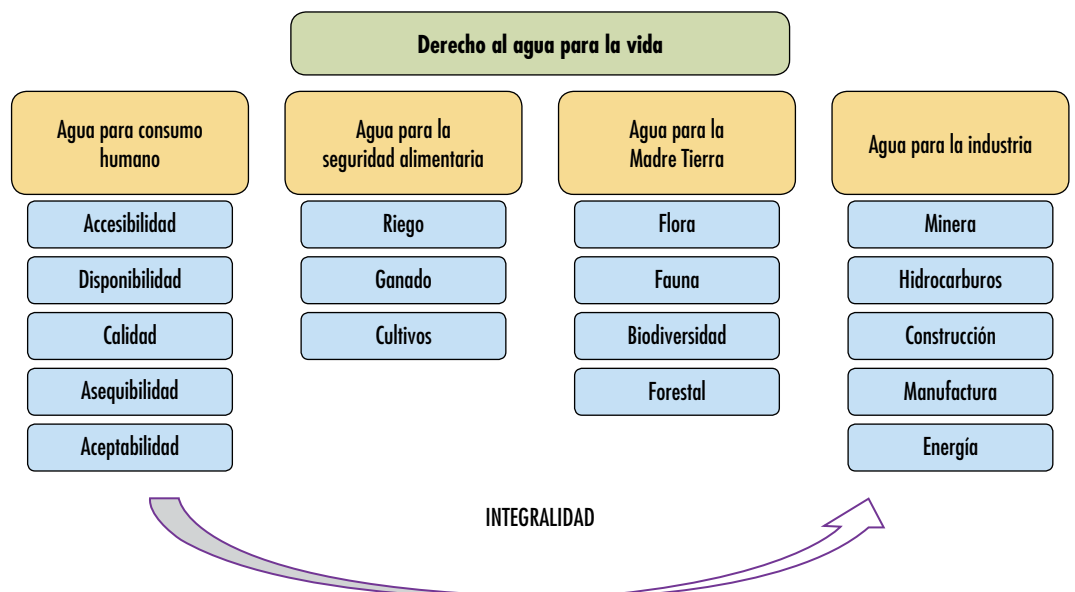 Derecho al agua para la vida
Agua para consumo
humano
Accesibilidad
Disponibilidad
Calidad
Asequibilidad
Aceptabilidad
Agua para la
seguridad alimentaria
Riego
Ganado
Cultivos
Agua para la
Madre Tierra
Flora
Fauna
Biodiversidad
Forestal
Agua para la industria
Minera
Hidrocarburos
Construcción
Manufactura
Energía
INTEGRALIDAD